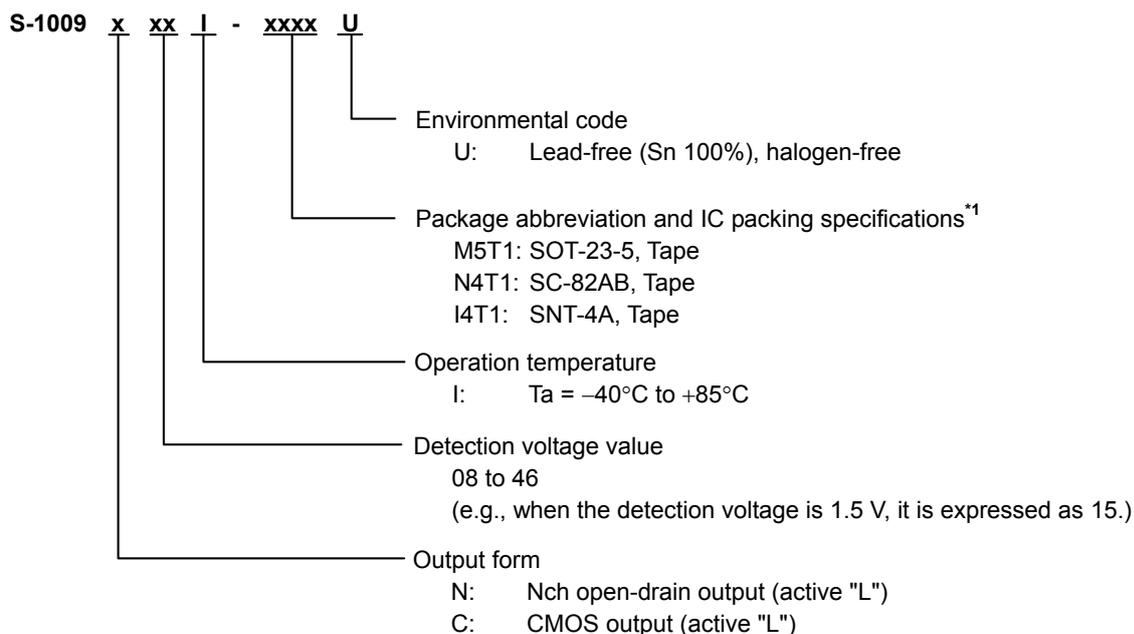 S-1009 x xx I - xxxx U
Environmental code
U: Lead-free (Sn 100%), halogen-free
Package abbreviation and IC packing specifications*1
M5T1: SOT-23-5, Tape
N4T1: SC-82AB, Tape
I4T1: SNT-4A, Tape
Operation temperature
I: Ta = −40°C to +85°C
Detection voltage value
08 to 46
(e.g., when the detection voltage is 1.5 V, it is expressed as 15.)
Output form
N: Nch open-drain output (active "L")
C: CMOS output (active "L")